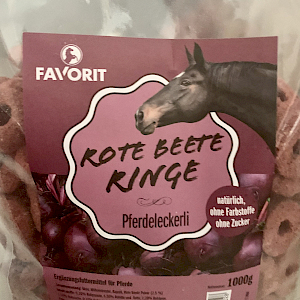 FAVORIT
ROTE BEETE
RINGE
Pferdeleckerli
natürlich,
ohne Farbstoffe
ohne Zucker
Ergänzungsfuttermittel für Pferde
1000g